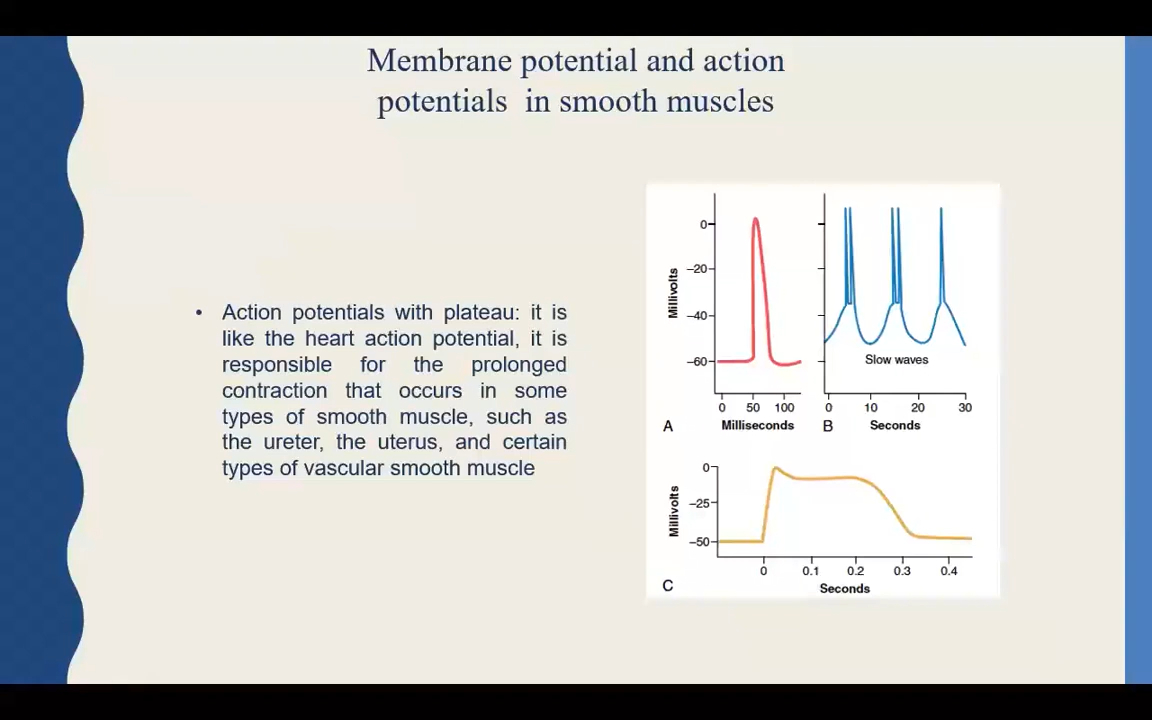 Membrane potential and action
potentials in smooth muscles
• Action potentials with plateau: it is
like the heart action potential, it is
responsible for the prolonged
contraction that occurs in some
types of smooth muscle, such as
the ureter, the uterus, and certain
types of vascular smooth muscle
Millivolts
0
–20
–40
–60
0 50 100
A Milliseconds
Slow waves
0 10 20 30
B Seconds
Millivolts
0
–25
–50
0 0.1 0.2 0.3 0.4
C Seconds